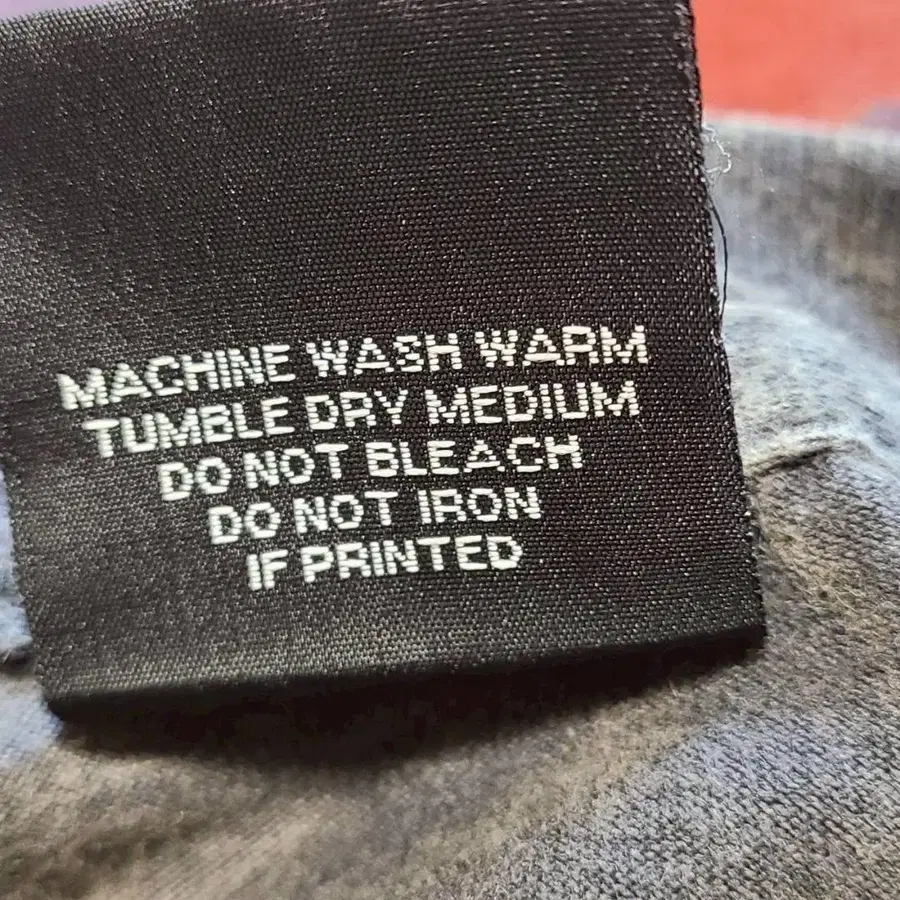 MACHINE WASH WARM
TUMBLE DRY MEDIUM
DO NOT BLEACH
DO NOT IRON
IF PRINTED